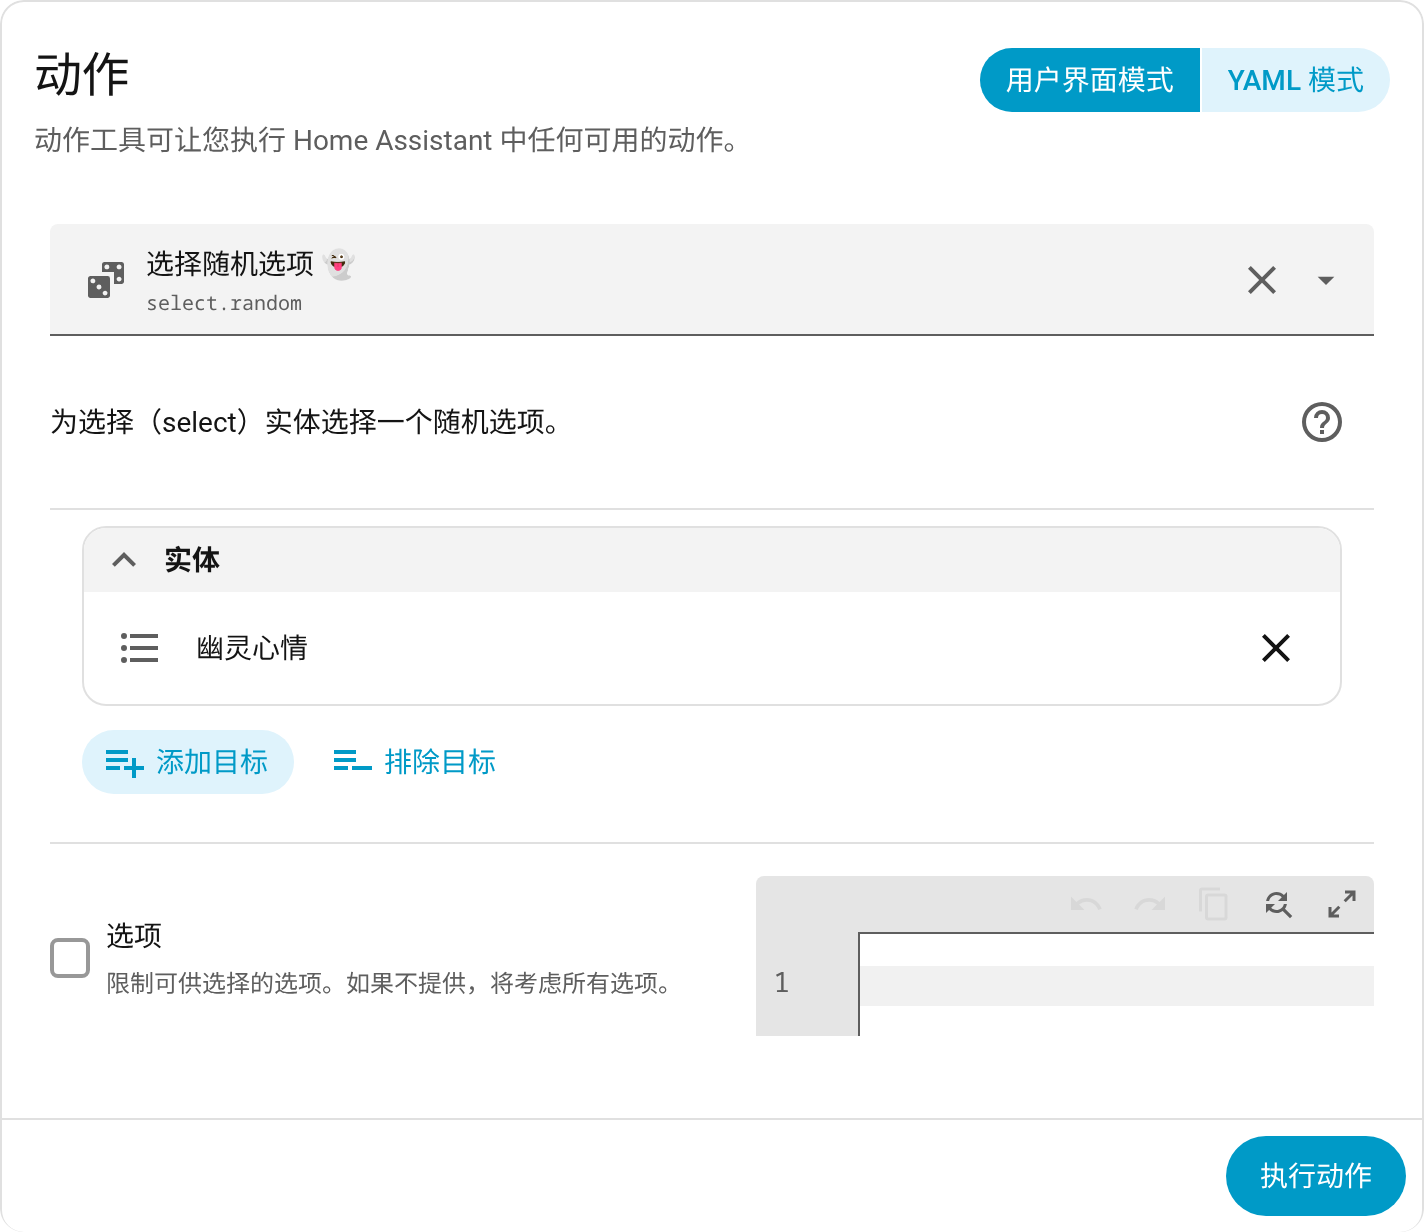 动作
用户界面模式
YAML 模式
动作工具可让您执行 Home Assistant 中任何可用的动作。
选择随机选项 👻
select.random
为选择（select）实体选择一个随机选项。
实体
幽灵心情
添加目标
排除目标
选项
限制可供选择的选项。如果不提供，将考虑所有选项。
1
执行动作